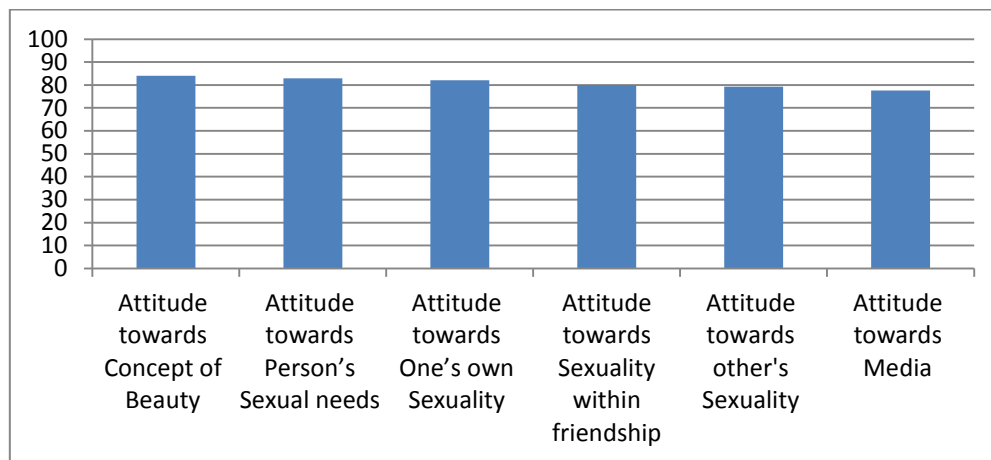 100
90
80
70
60
50
40
30
20
10
0
Attitude towards Concept of Beauty
Attitude towards Person’s Sexual needs
Attitude towards One’s own Sexuality
Attitude towards Sexuality within friendship
Attitude towards other's Sexuality
Attitude towards Media